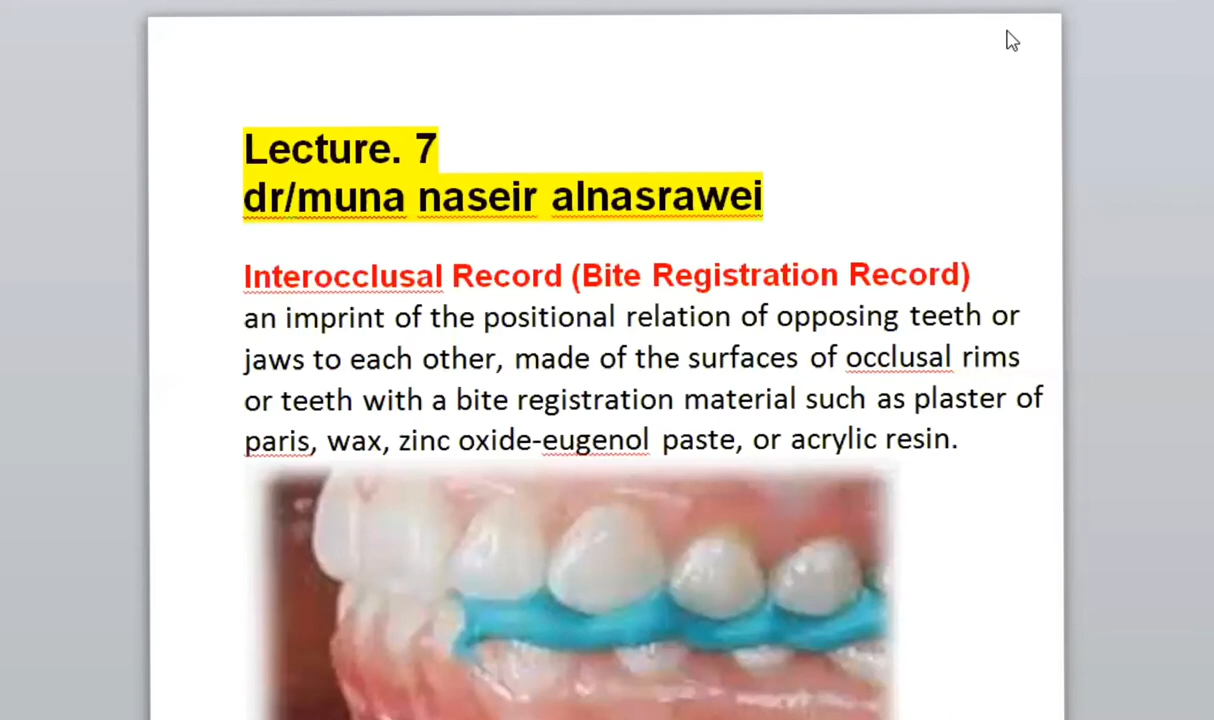 Lecture. 7
dr/muna naseir alnasrawei
Interocclusal Record (Bite Registration Record)
an imprint of the positional relation of opposing teeth or
jaws to each other, made of the surfaces of occlusal rims
or teeth with a bite registration material such as plaster of
paris, wax, zinc oxide-eugenol paste, or acrylic resin.